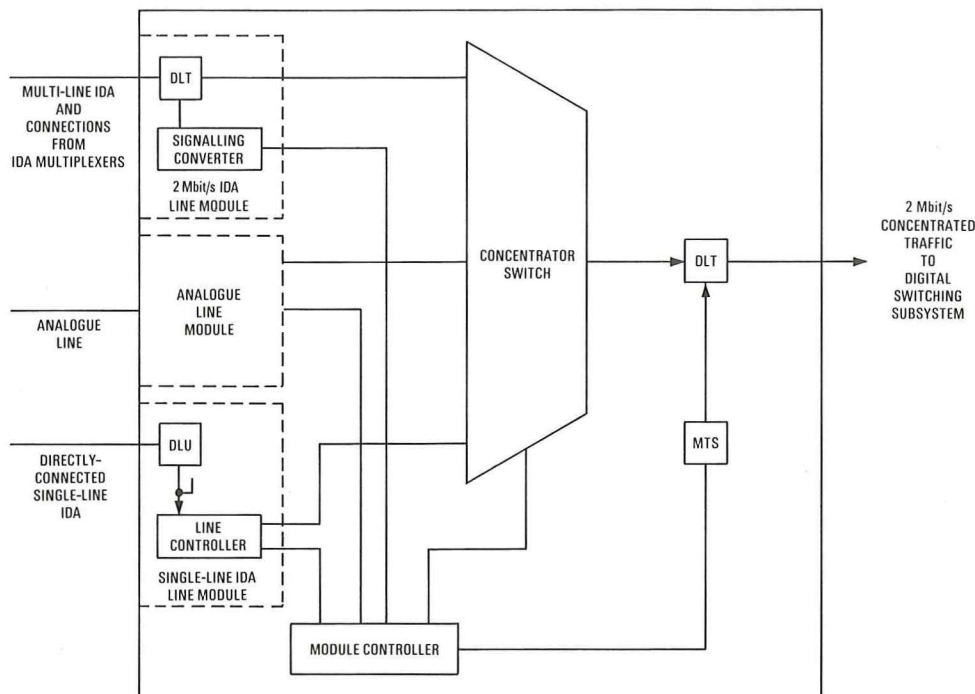 DLT
MULTI-LINE IDA
AND
CONNECTIONS
FROM
IDA MULTIPLEXERS
SIGNALLING
CONVERTER
2 Mbit/s IDA
LINE MODULE
ANALOGUE
LINE
MODULE
ANALOGUE
LINE
DLU
DIRECTLY-
CONNECTED
SINGLE-LINE
IDA
LINE
CONTROLLER
SINGLE-LINE IDA
LINE MODULE
CONCENTRATOR
SWITCH
DLT
2 Mbit/s
CONCENTRATED
TRAFFIC
TO
DIGITAL
SWITCHING
SUBSYSTEM
MTS
MODULE CONTROLLER